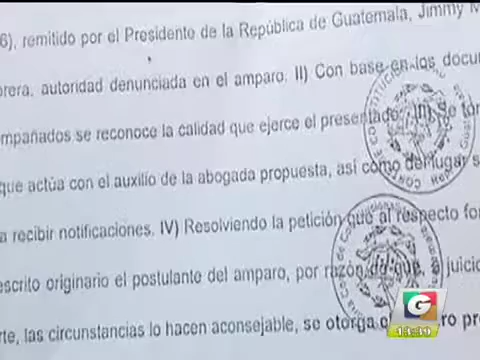 6), remitido por el Presidente de la República de Guatemala, Jimmy M
rera, autoridad denunciada en el amparo. II) Con base en los docu
ompañados se reconoce la calidad que ejerce el presentado. III) Se to
que actúa con el auxilio de la abogada propuesta, así como del lugar s
a recibir notificaciones. IV) Resolviendo la petición que al respecto fo
escrito originario el postulante del amparo, por razón de que, a juicio
rte, las circunstancias lo hacen aconsejable, se otorga el ro pr
G
13:39